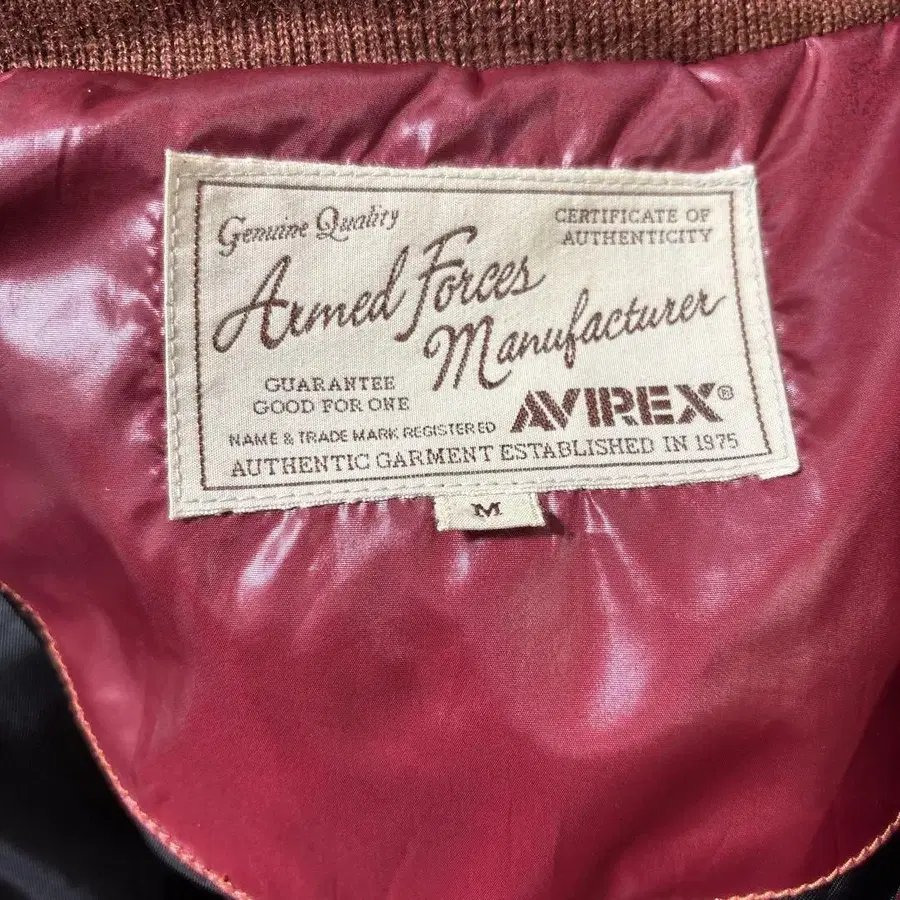 Genuine Quality
CERTIFICATE OF
AUTHENTICITY
Armed Forces
Manufacturer
GUARANTEE
GOOD FOR ONE
AVIREX®
NAME & TRADE MARK REGISTERED
AUTHENTIC GARMENT ESTABLISHED IN 1975
M